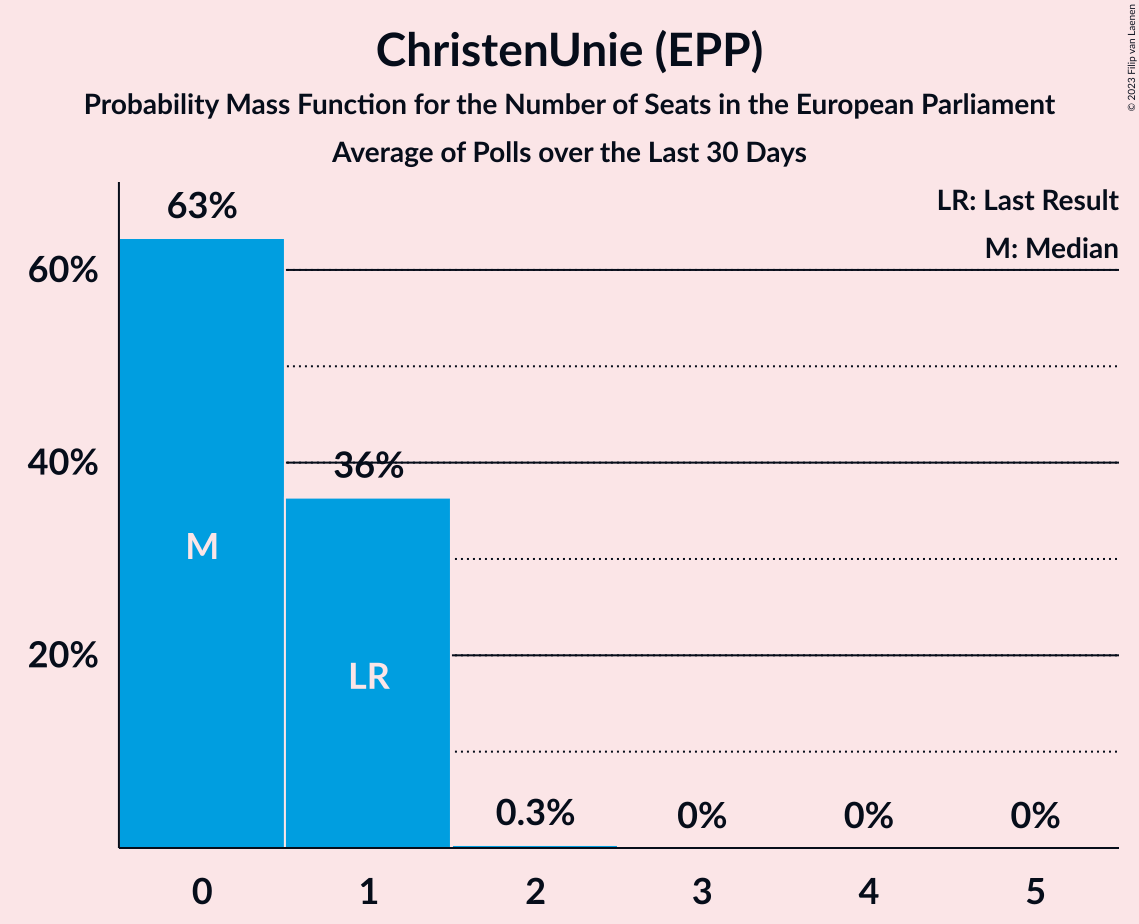 ChristenUnie (EPP)
Probability Mass Function for the Number of Seats in the European Parliament
Average of Polls over the Last 30 Days
© 2023 Filip van Laenen
LR: Last Result
M: Median
63%
60%
40%
36%
20%
M
LR
0.3%
0%
0%
0%
0
1
2
3
4
5